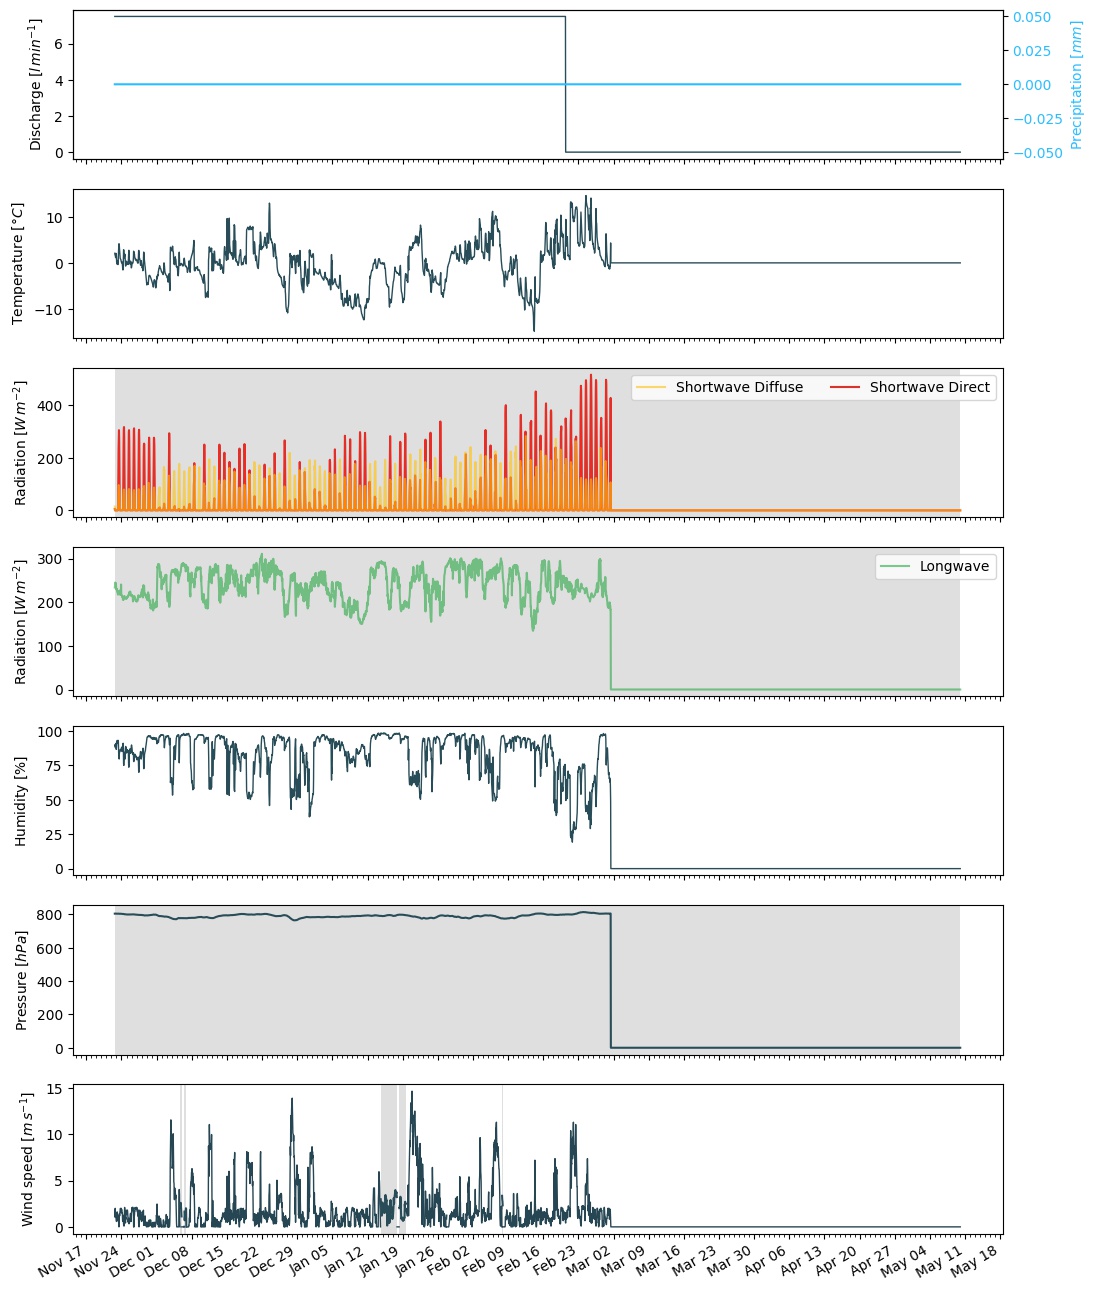 Discharge [l min⁻¹]
6
4
2
0
0.050
0.025
0.000
−0.025
−0.050
Precipitation [mm]
Temperature [°C]
10
0
−10
Radiation [W m⁻²]
400
200
0
Shortwave Diffuse
Shortwave Direct
Radiation [W m⁻²]
300
200
100
0
Longwave
Humidity [%]
100
75
50
25
0
Pressure [hPa]
800
600
400
200
0
Wind speed [m s⁻¹]
15
10
5
0
Nov 17
Nov 24
Dec 01
Dec 08
Dec 15
Dec 22
Dec 29
Jan 05
Jan 12
Jan 19
Jan 26
Feb 02
Feb 09
Feb 16
Feb 23
Mar 02
Mar 09
Mar 16
Mar 23
Mar 30
Apr 06
Apr 13
Apr 20
Apr 27
May 04
May 11
May 18